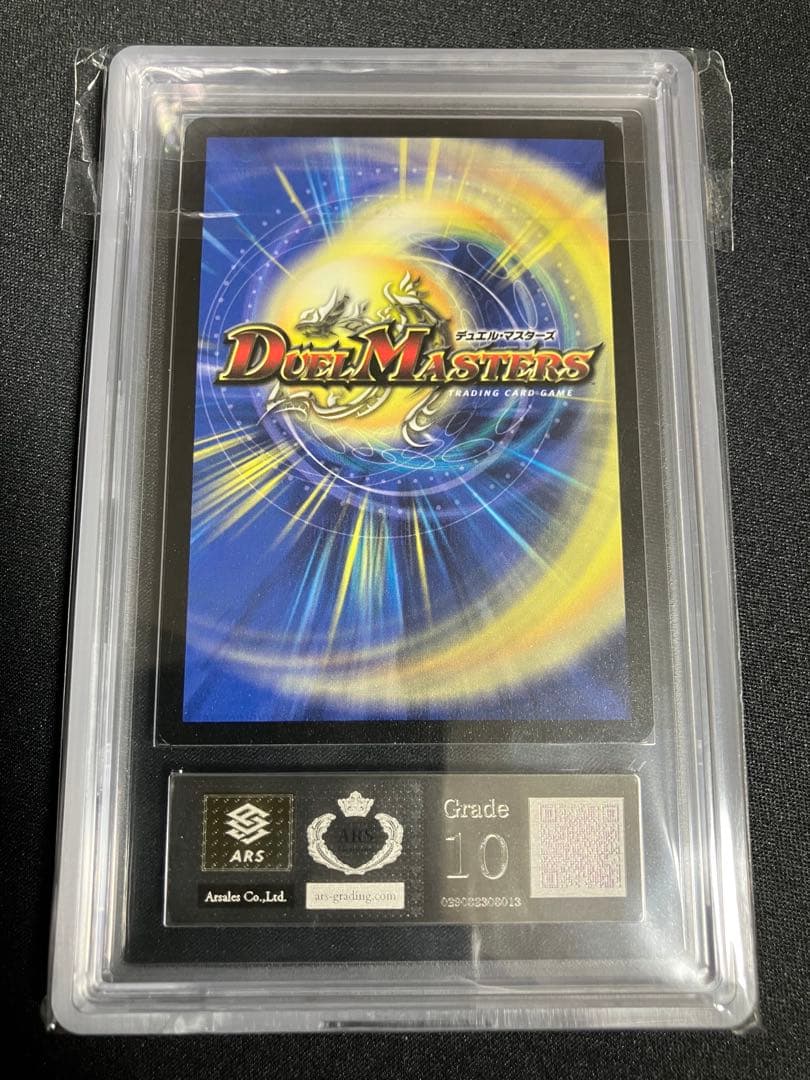 デュエル・マスターズ
DUEL MASTERS
TRADING CARD GAME
ARS
Arsales Co.,Ltd.
ARS
ars-grading.com
Grade
10
029082308013